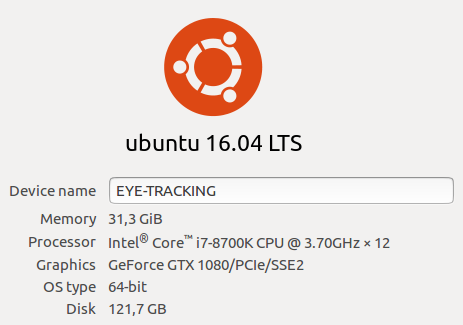 ubuntu 16.04 LTS
Device name EYE-TRACKING
Memory 31,3 GiB
Processor Intel® Core™ i7-8700K CPU @ 3.70GHz × 12
Graphics GeForce GTX 1080/PCIe/SSE2
OS type 64-bit
Disk 121,7 GB